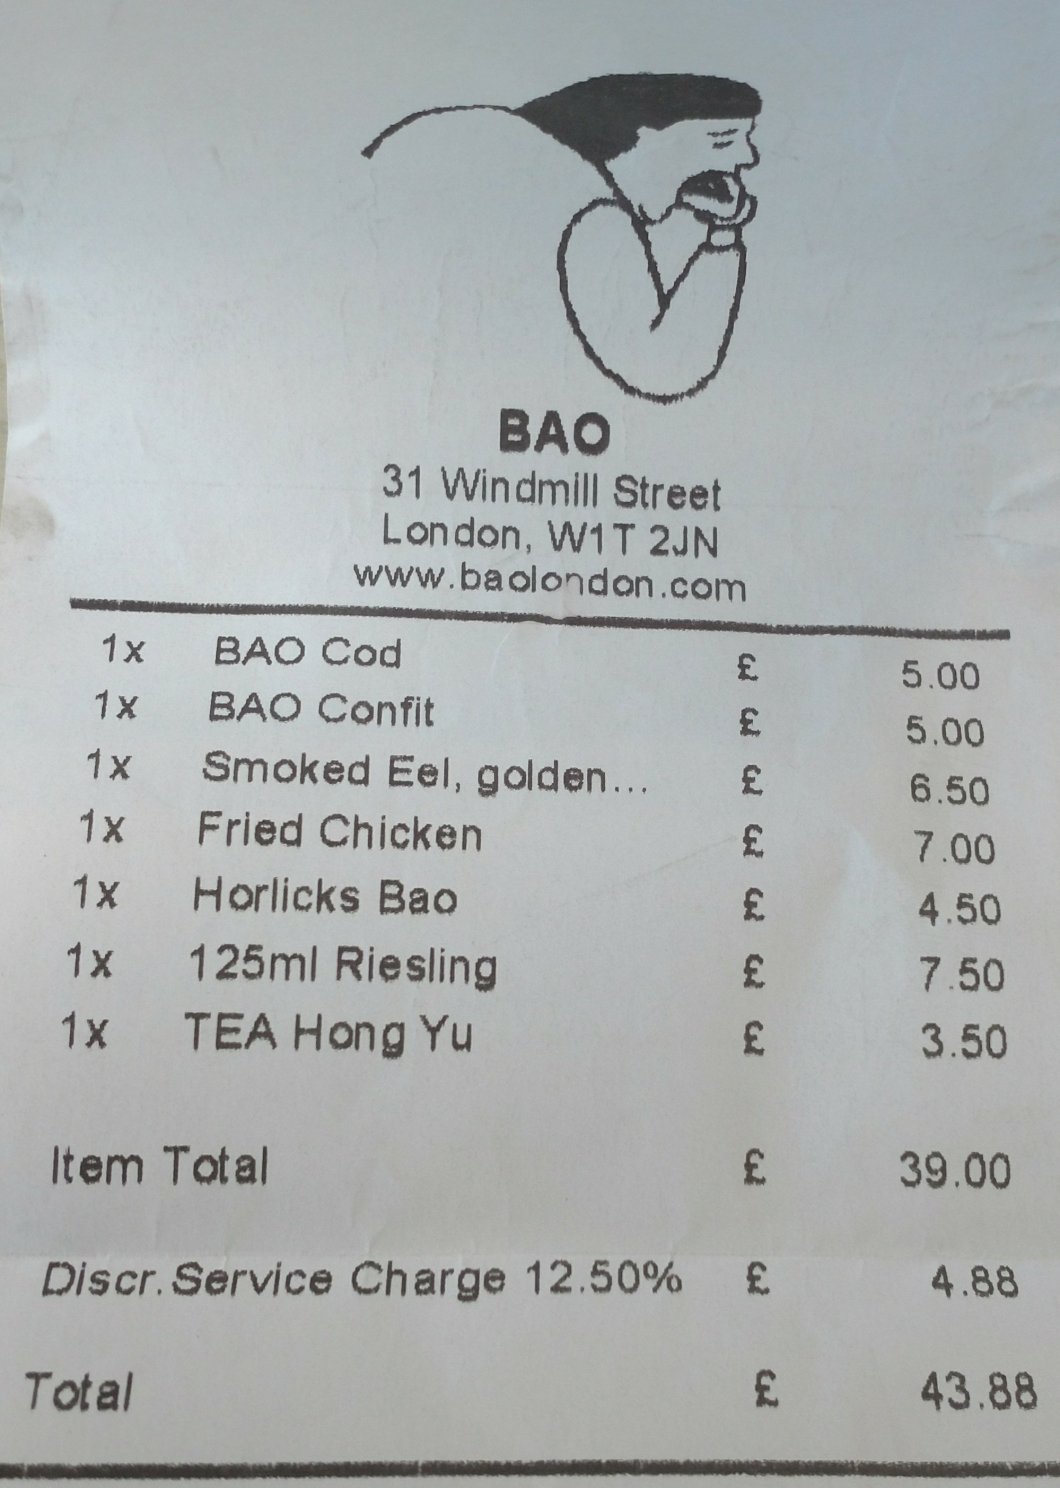 BAO
31 Windmill Street
London, W1T 2JN
www.baolondon.com
1x BAO Cod £ 5.00
1x BAO Confit £ 5.00
1x Smoked Eel, golden... £ 6.50
1x Fried Chicken £ 7.00
1x Horlicks Bao £ 4.50
1x 125ml Riesling £ 7.50
1x TEA Hong Yu £ 3.50
Item Total £ 39.00
Discr. Service Charge 12.50% £ 4.88
Total £ 43.88